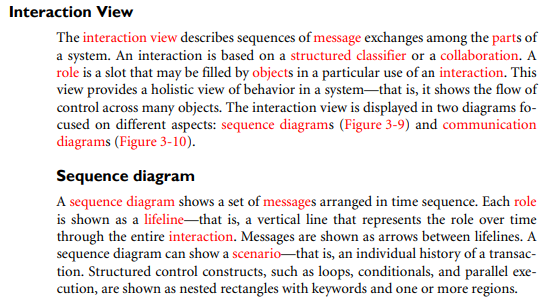 Interaction View
The interaction view describes sequences of message exchanges among the parts of
a system. An interaction is based on a structured classifier or a collaboration. A
role is a slot that may be filled by objects in a particular use of an interaction. This
view provides a holistic view of behavior in a system—that is, it shows the flow of
control across many objects. The interaction view is displayed in two diagrams fo-
cused on different aspects: sequence diagrams (Figure 3-9) and communication
diagrams (Figure 3-10).
Sequence diagram
A sequence diagram shows a set of messages arranged in time sequence. Each role
is shown as a lifeline—that is, a vertical line that represents the role over time
through the entire interaction. Messages are shown as arrows between lifelines. A
sequence diagram can show a scenario—that is, an individual history of a transac-
tion. Structured control constructs, such as loops, conditionals, and parallel exe-
cution, are shown as nested rectangles with keywords and one or more regions.